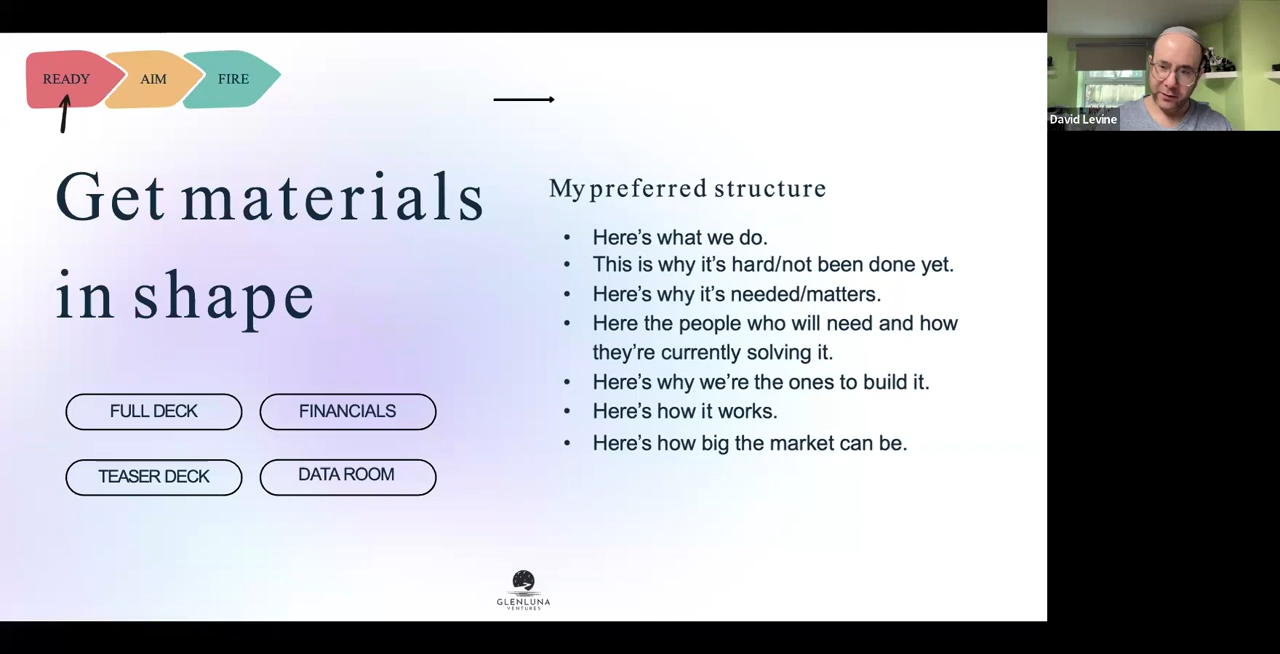 READY
AIM
FIRE
David Levine
Get materials
in shape
My preferred structure
• Here’s what we do.
• This is why it’s hard/not been done yet.
• Here’s why it’s needed/matters.
• Here the people who will need and how
they’re currently solving it.
• Here’s why we’re the ones to build it.
• Here’s how it works.
• Here’s how big the market can be.
FULL DECK
FINANCIALS
TEASER DECK
DATA ROOM
GLENLUNA
VENTURES